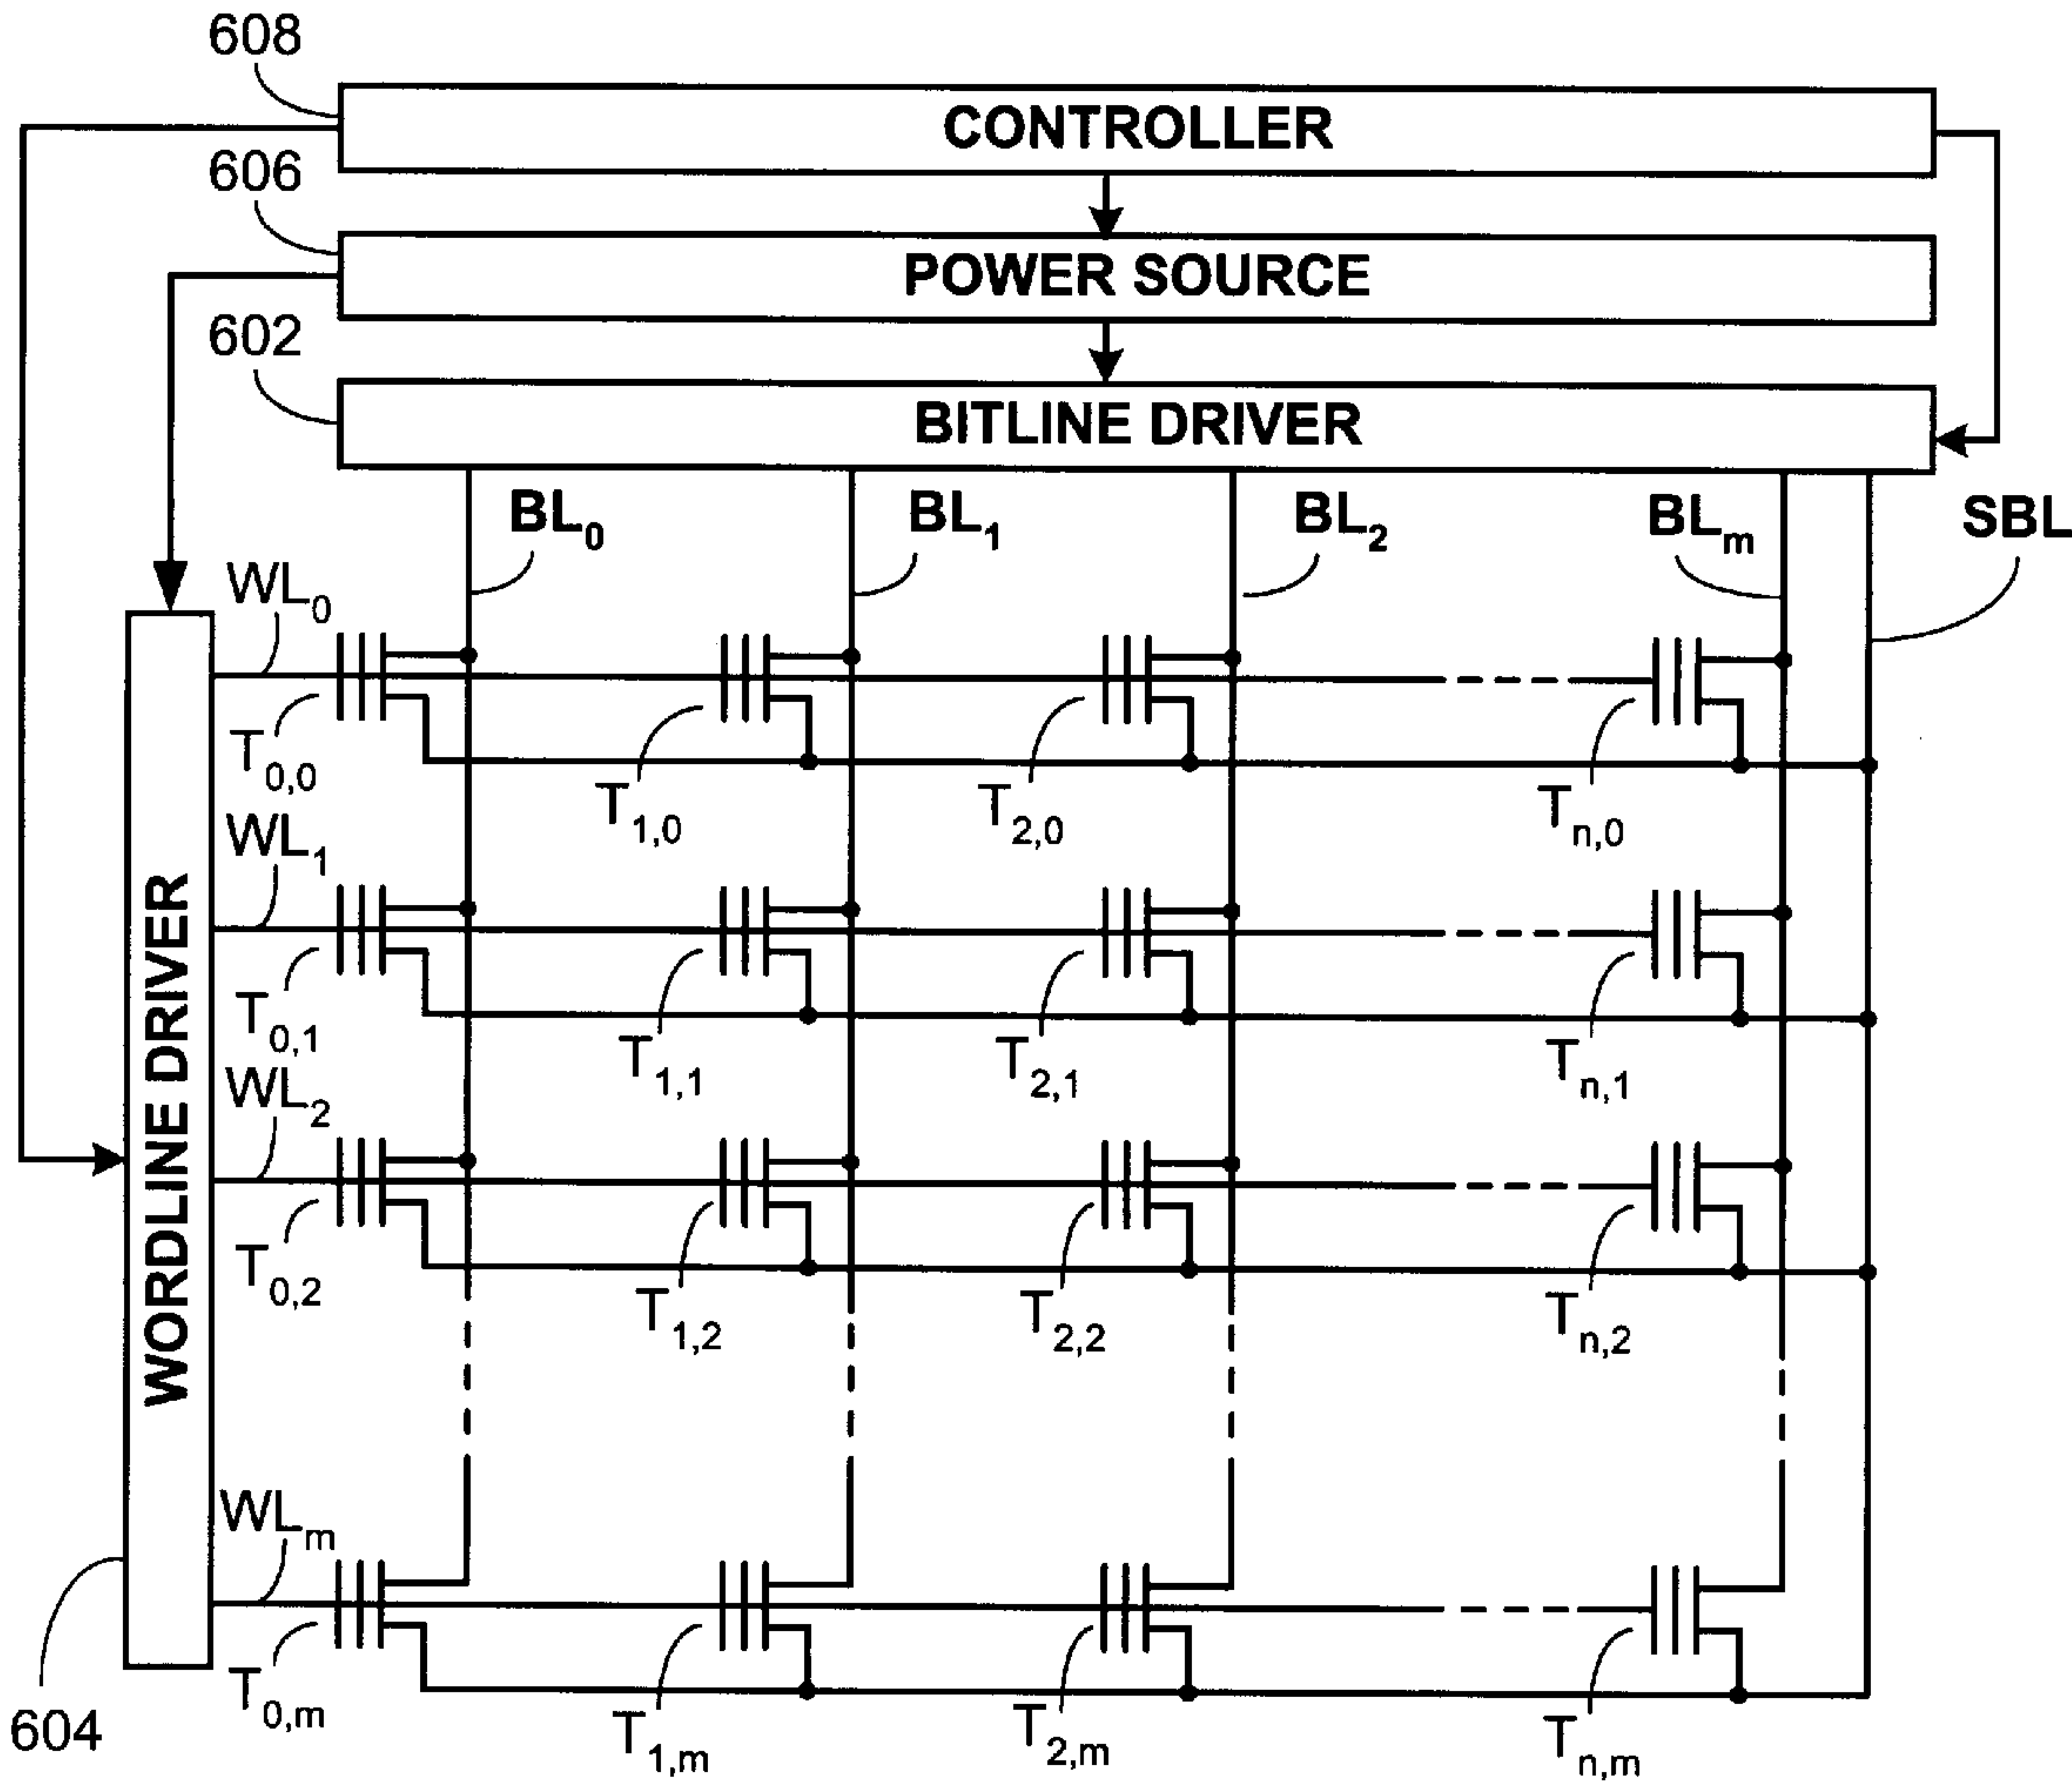 608
CONTROLLER
606
POWER SOURCE
602
BITLINE DRIVER
BL0 BL1 BL2 BLm SBL
WL0
T0,0 T1,0 T2,0 Tn,0
WL1
T0,1 T1,1 T2,1 Tn,1
WL2
T0,2 T1,2 T2,2 Tn,2
WORDLINE DRIVER
WLm
T0,m T1,m T2,m Tn,m
604